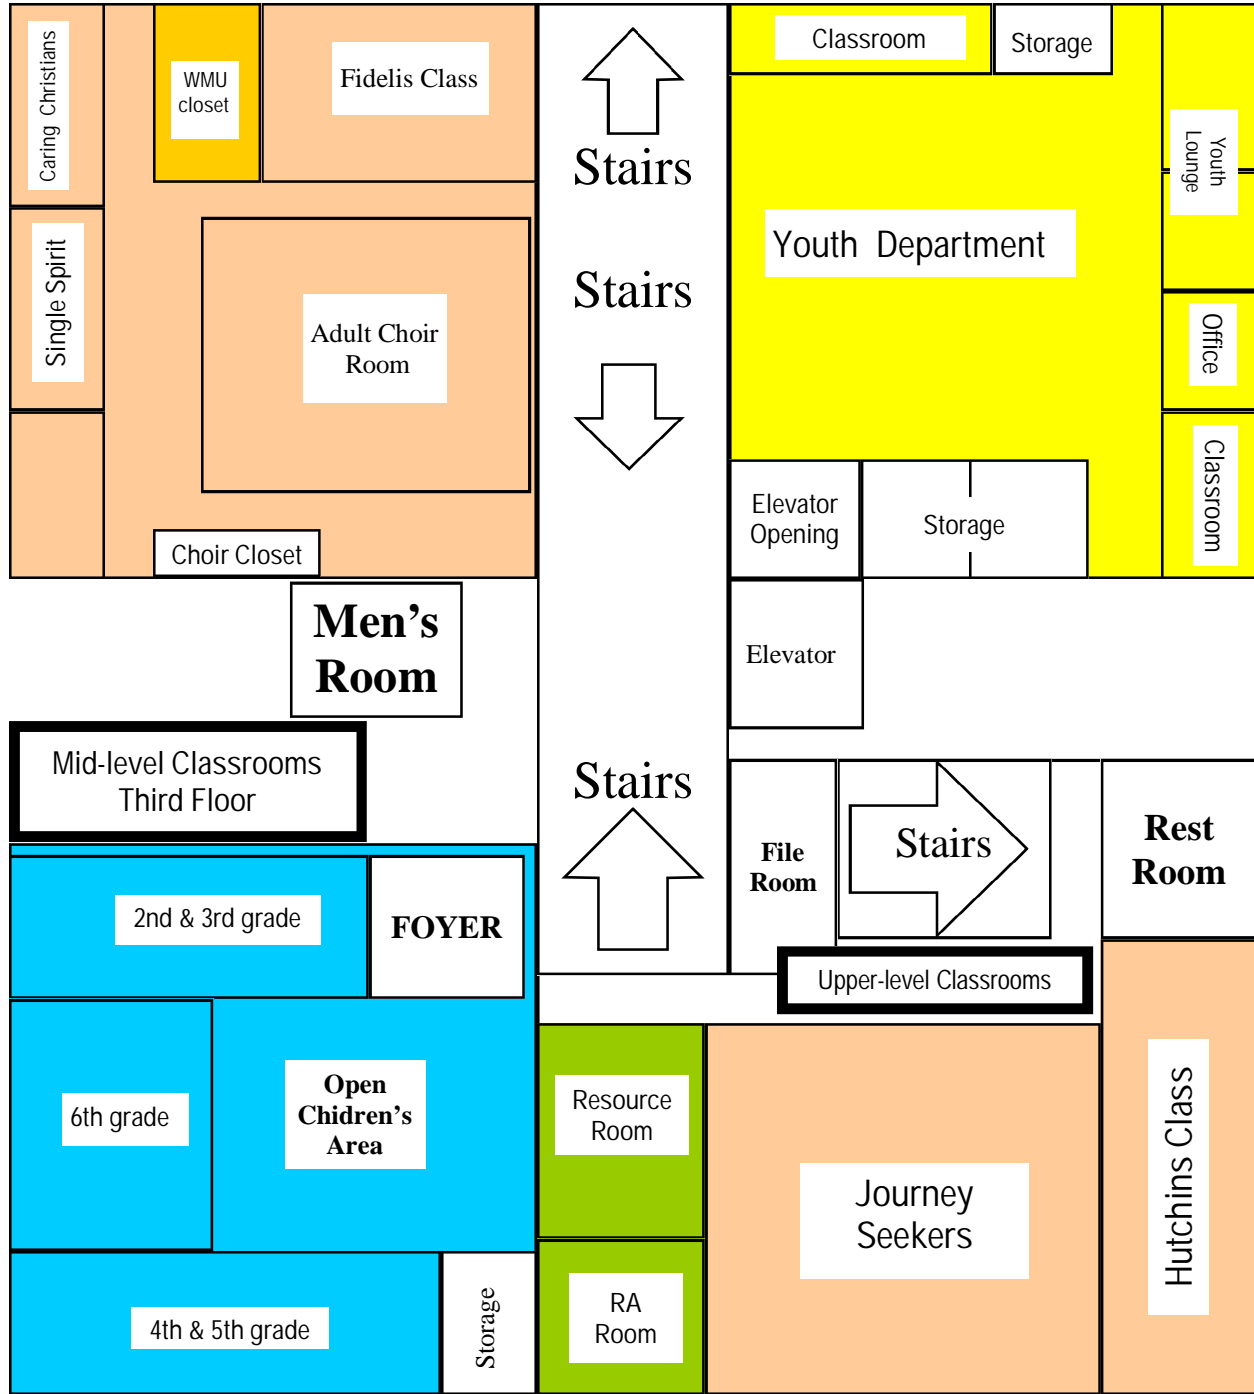 Caring Christians
WMU
closet
Fidelis Class
Single Spirit
Adult Choir
Room
Choir Closet
Stairs
Stairs
Classroom
Storage
Youth
Lounge
Youth Department
Office
Classroom
Elevator
Opening
Storage
Men's
Room
Elevator
Mid-level Classrooms
Third Floor
Stairs
File
Room
Stairs
Rest
Room
Upper-level Classrooms
2nd & 3rd grade
FOYER
6th grade
Open
Chidren's
Area
4th & 5th grade
Storage
Resource
Room
RA
Room
Journey
Seekers
Hutchins Class